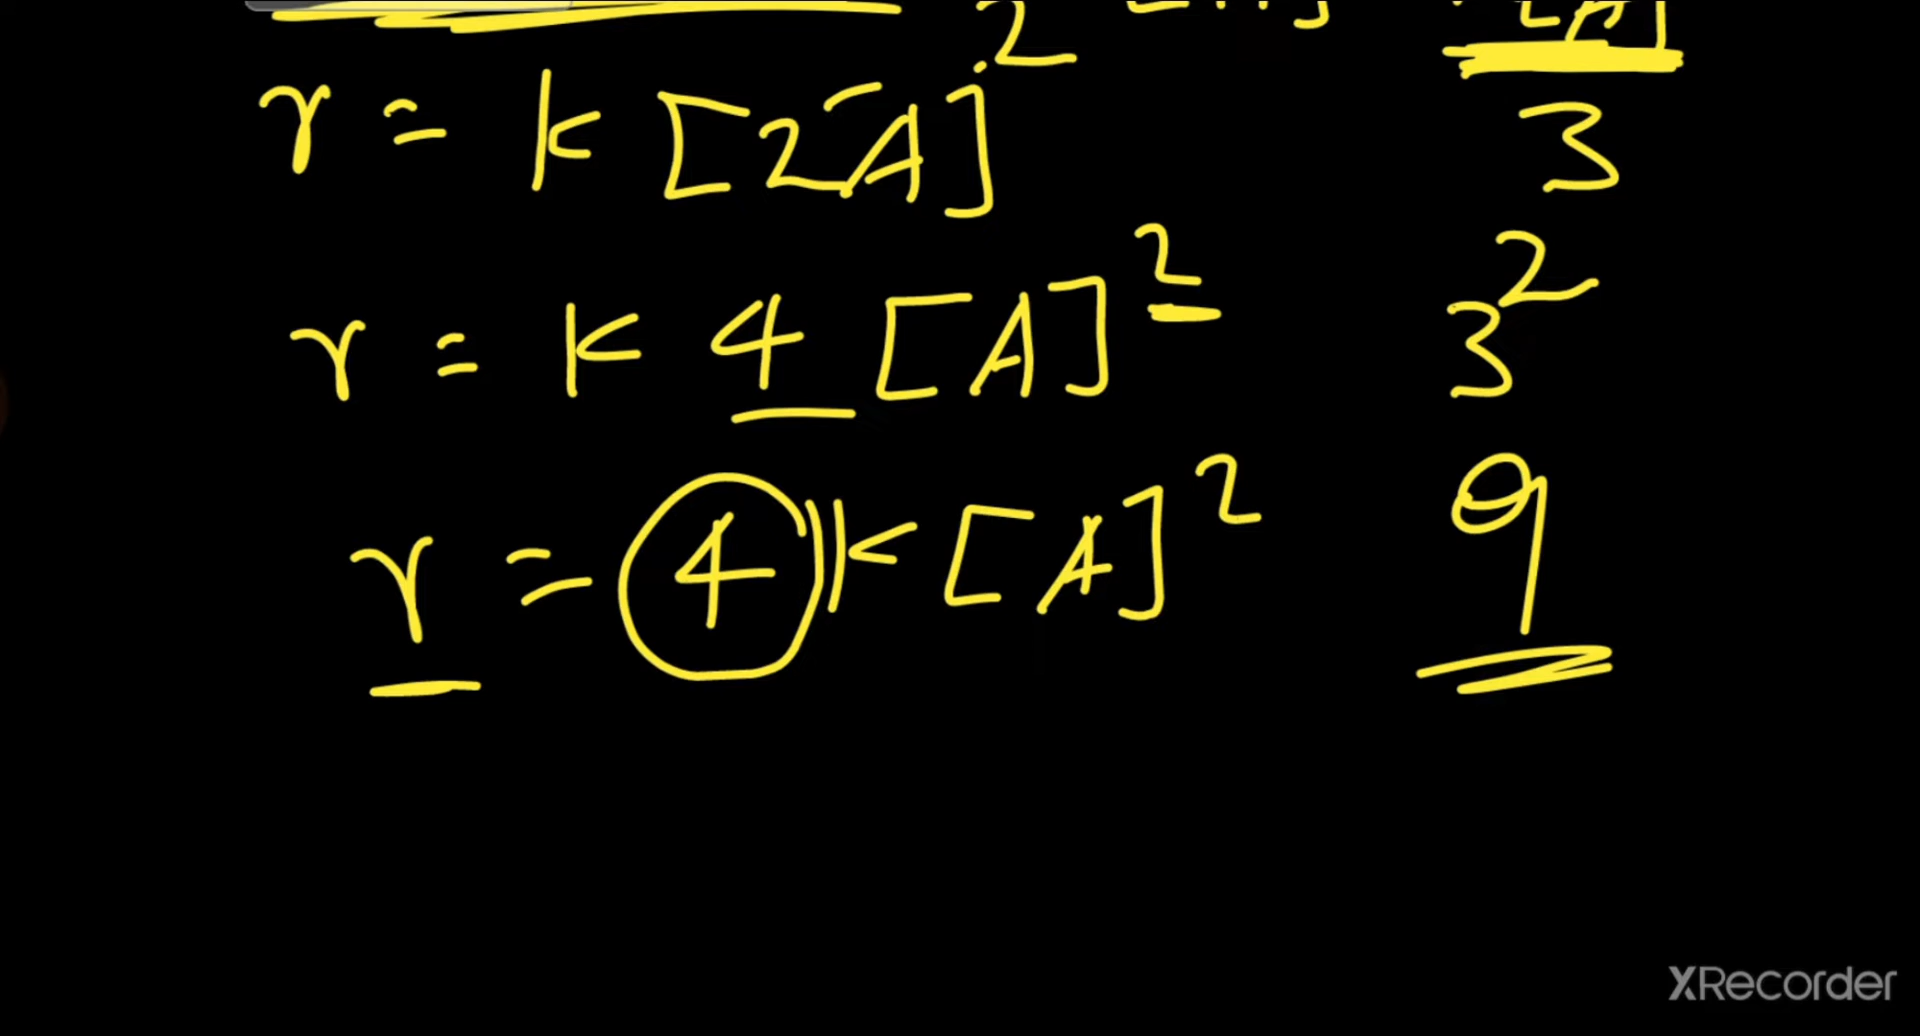 r = k [2A]²
3
r = k 4 [A]²
3²
r = 4 k [A]²
9
XRecorder